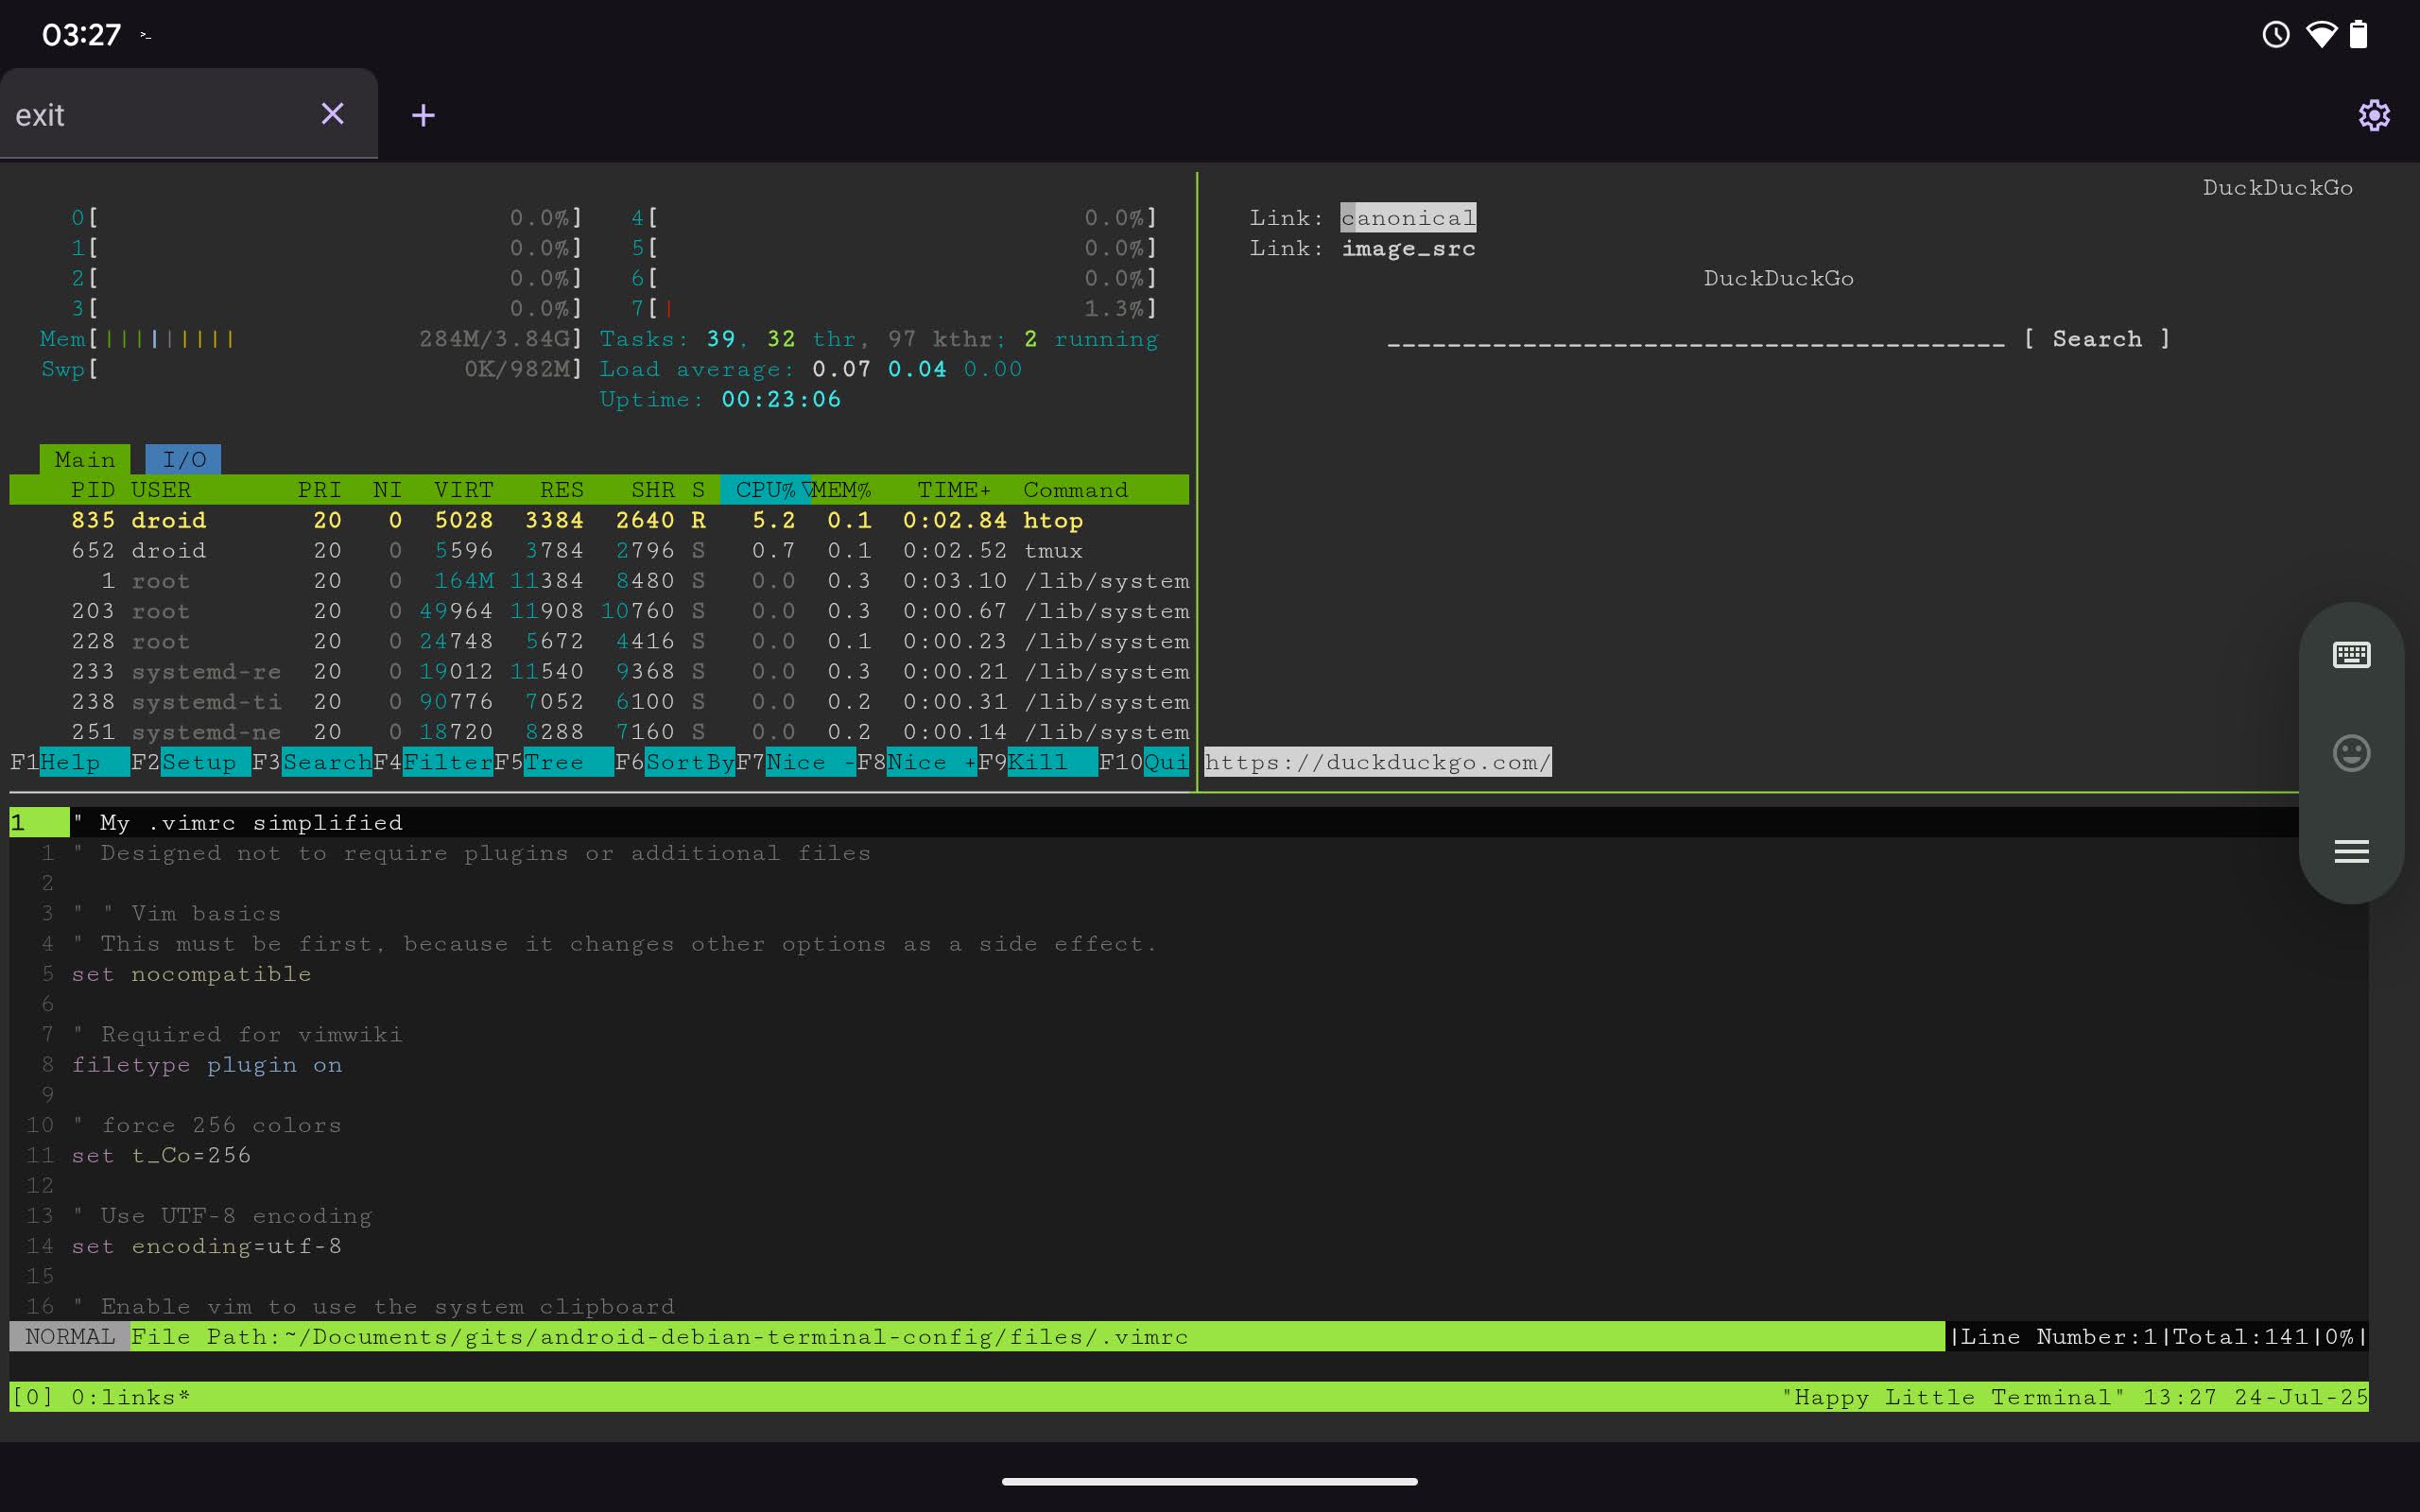 03:27 >_
exit
DuckDuckGo
0[ 0.0%] 4[ 0.0%]
1[ 0.0%] 5[ 0.0%]
2[ 0.0%] 6[ 0.0%]
3[ 0.0%] 7[| 1.3%]
Mem[||||||||| 284M/3.84G] Tasks: 39, 32 thr, 97 kthr; 2 running
Swp[ 0K/982M] Load average: 0.07 0.04 0.00
Uptime: 00:23:06
Main I/O
PID USER PRI NI VIRT RES SHR S CPU%▽MEM% TIME+ Command
835 droid 20 0 5028 3384 2640 R 5.2 0.1 0:02.84 htop
652 droid 20 0 5596 3784 2796 S 0.7 0.1 0:02.52 tmux
1 root 20 0 164M 11384 8480 S 0.0 0.3 0:03.10 /lib/system
203 root 20 0 49964 11908 10760 S 0.0 0.3 0:00.67 /lib/system
228 root 20 0 24748 5672 4416 S 0.0 0.1 0:00.23 /lib/system
233 systemd-re 20 0 19012 11540 9368 S 0.0 0.3 0:00.21 /lib/system
238 systemd-ti 20 0 90776 7052 6100 S 0.0 0.2 0:00.31 /lib/system
251 systemd-ne 20 0 18720 8288 7160 S 0.0 0.2 0:00.14 /lib/system
F1Help F2Setup F3SearchF4FilterF5Tree F6SortByF7Nice -F8Nice +F9Kill F10Qui
Link: canonical
Link: image_src
DuckDuckGo
_________________________________________ [ Search ]
https://duckduckgo.com/
1 " My .vimrc simplified
1 " Designed not to require plugins or additional files
2
3 " " Vim basics
4 " This must be first, because it changes other options as a side effect.
5 set nocompatible
6
7 " Required for vimwiki
8 filetype plugin on
9
10 " force 256 colors
11 set t_Co=256
12
13 " Use UTF-8 encoding
14 set encoding=utf-8
15
16 " Enable vim to use the system clipboard
NORMAL File Path:~/Documents/gits/android-debian-terminal-config/files/.vimrc |Line Number:1|Total:141|0%|
[0] 0:links* "Happy Little Terminal" 13:27 24-Jul-25